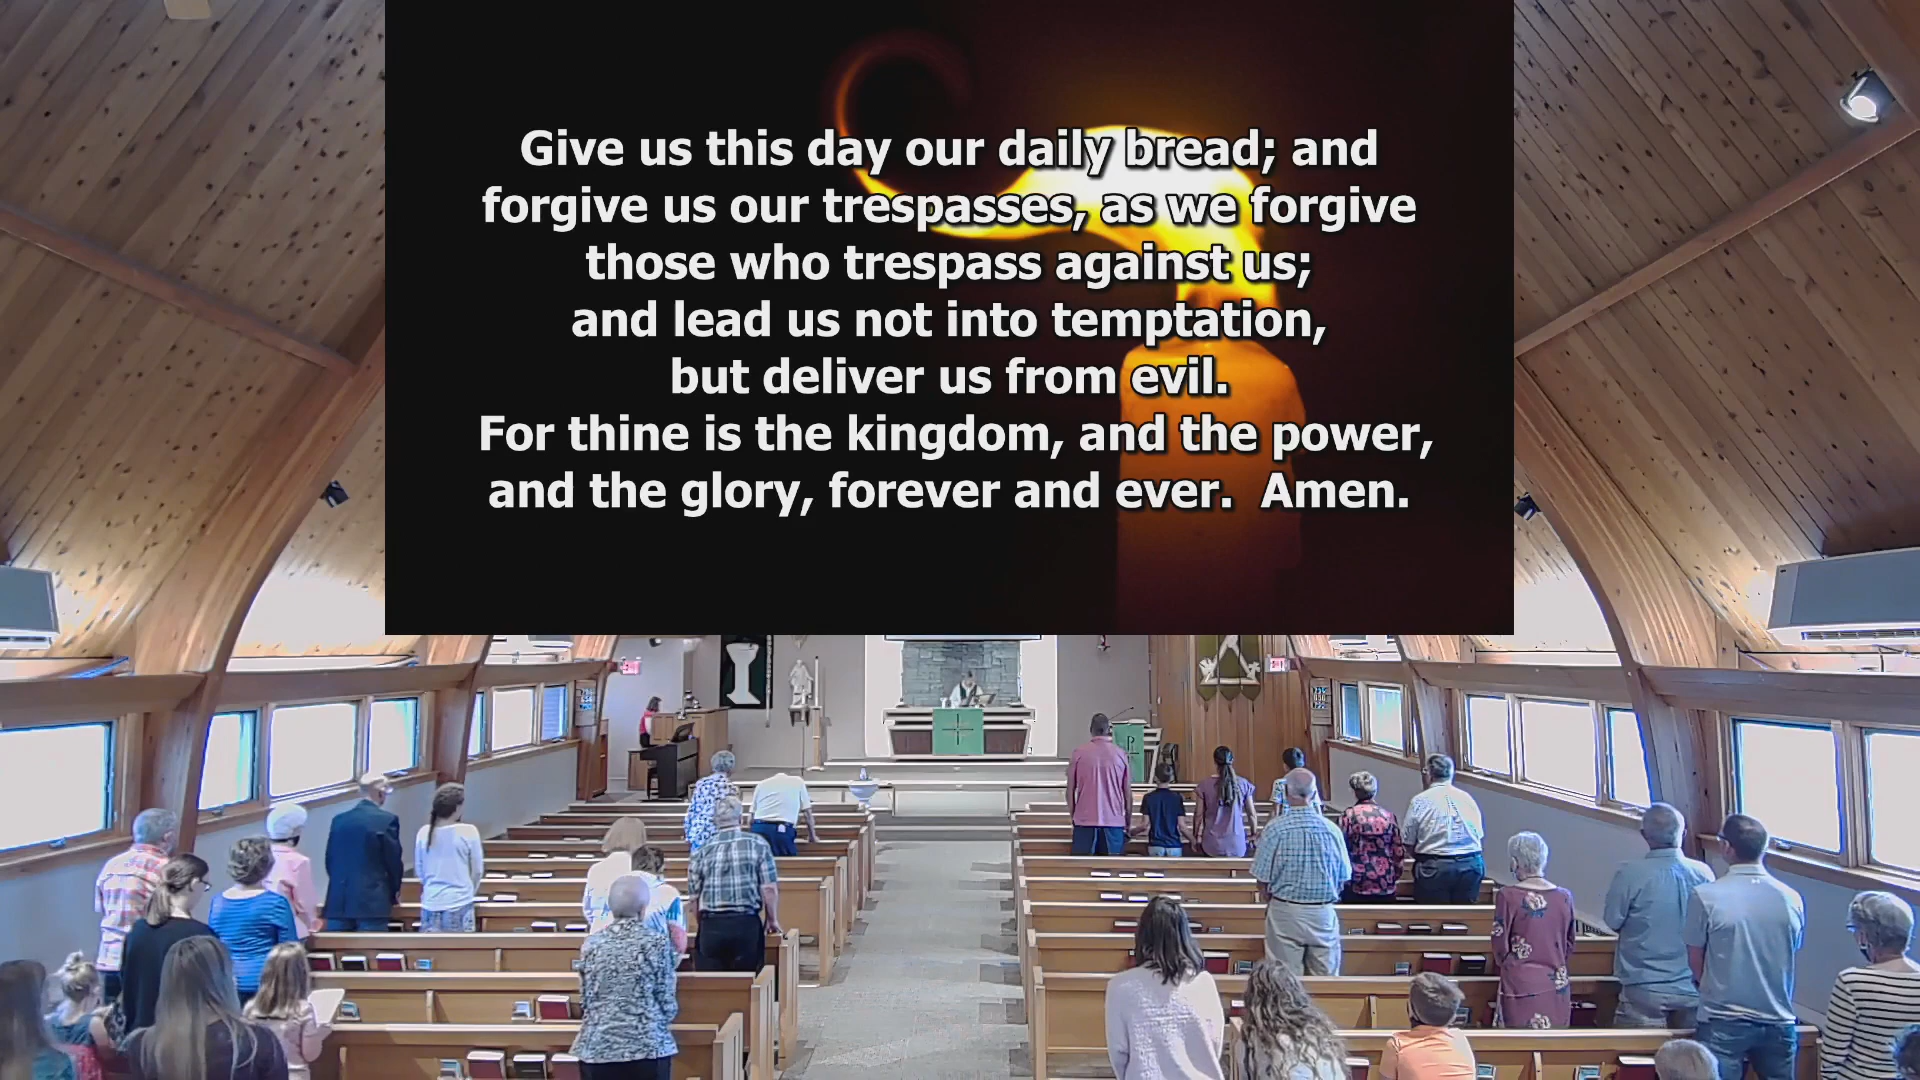 Give us this day our daily bread; and
forgive us our trespasses, as we forgive
those who trespass against us;
and lead us not into temptation,
but deliver us from evil.
For thine is the kingdom, and the power,
and the glory, forever and ever.  Amen.